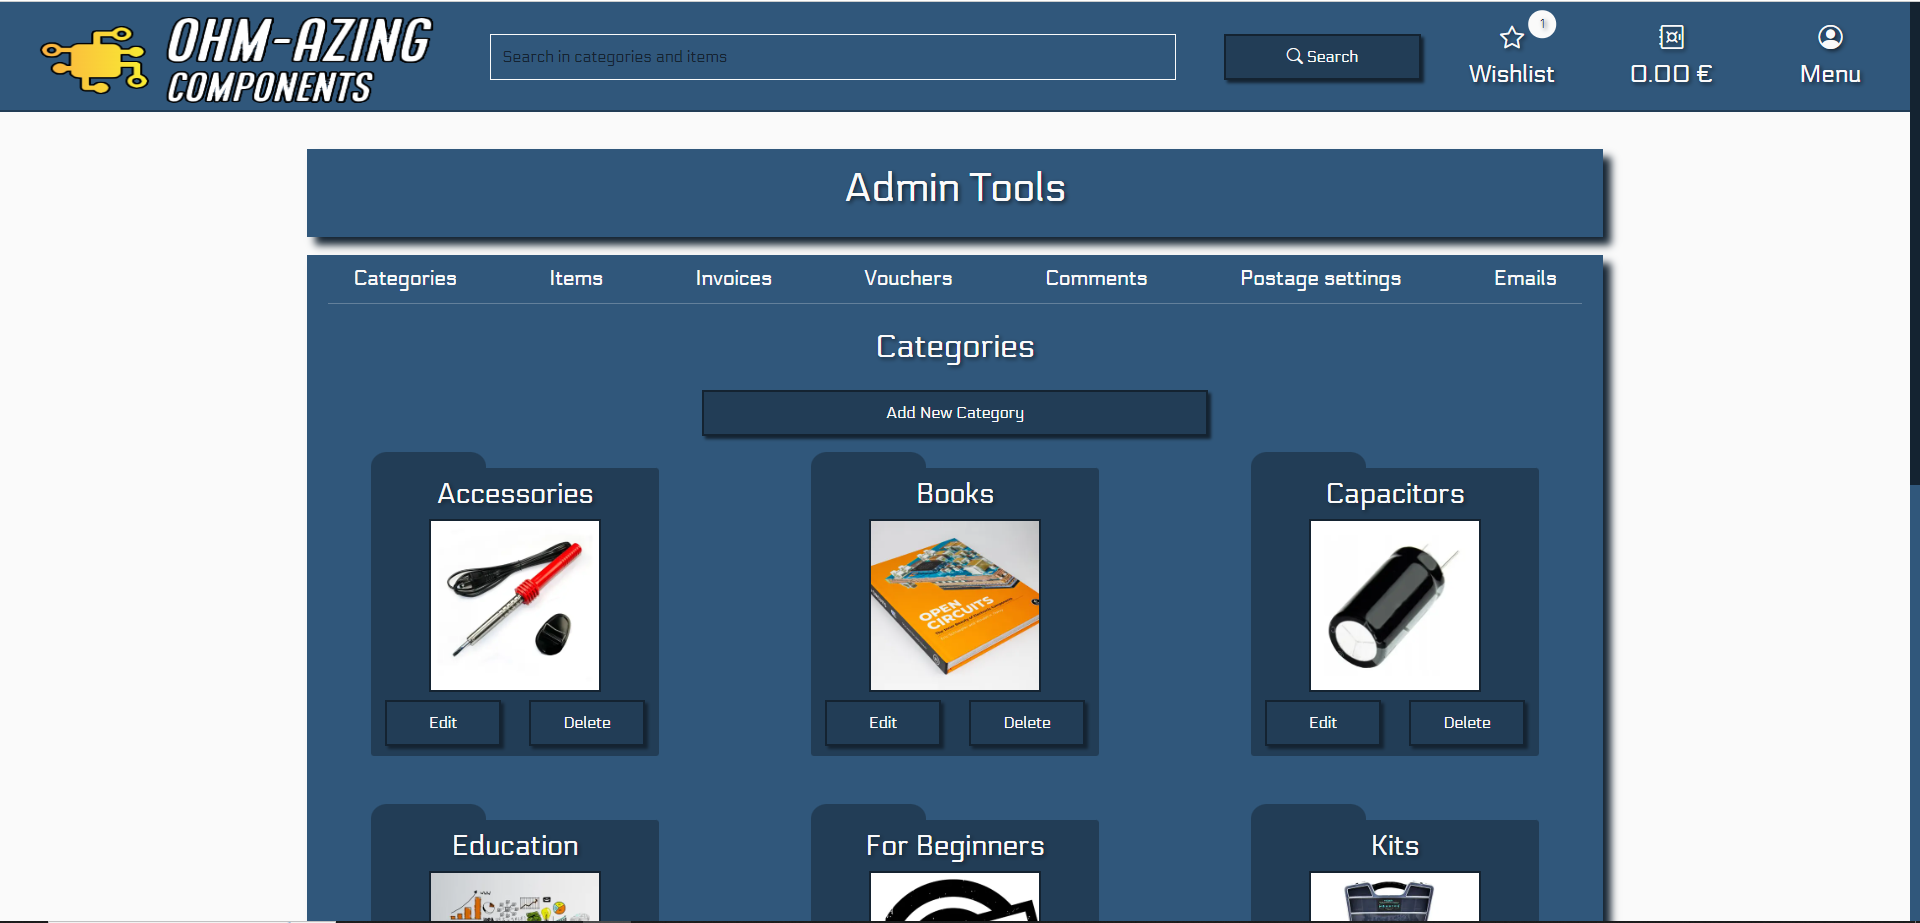 OHM-AZING
COMPONENTS
Search in categories and items
Search
1
Wishlist
0.00 €
Menu
Admin Tools
Categories
Items
Invoices
Vouchers
Comments
Postage settings
Emails
Categories
Add New Category
Accessories
Books
Capacitors
OPEN
CIRCUITS
Edit
Delete
Edit
Delete
Edit
Delete
Education
For Beginners
Kits